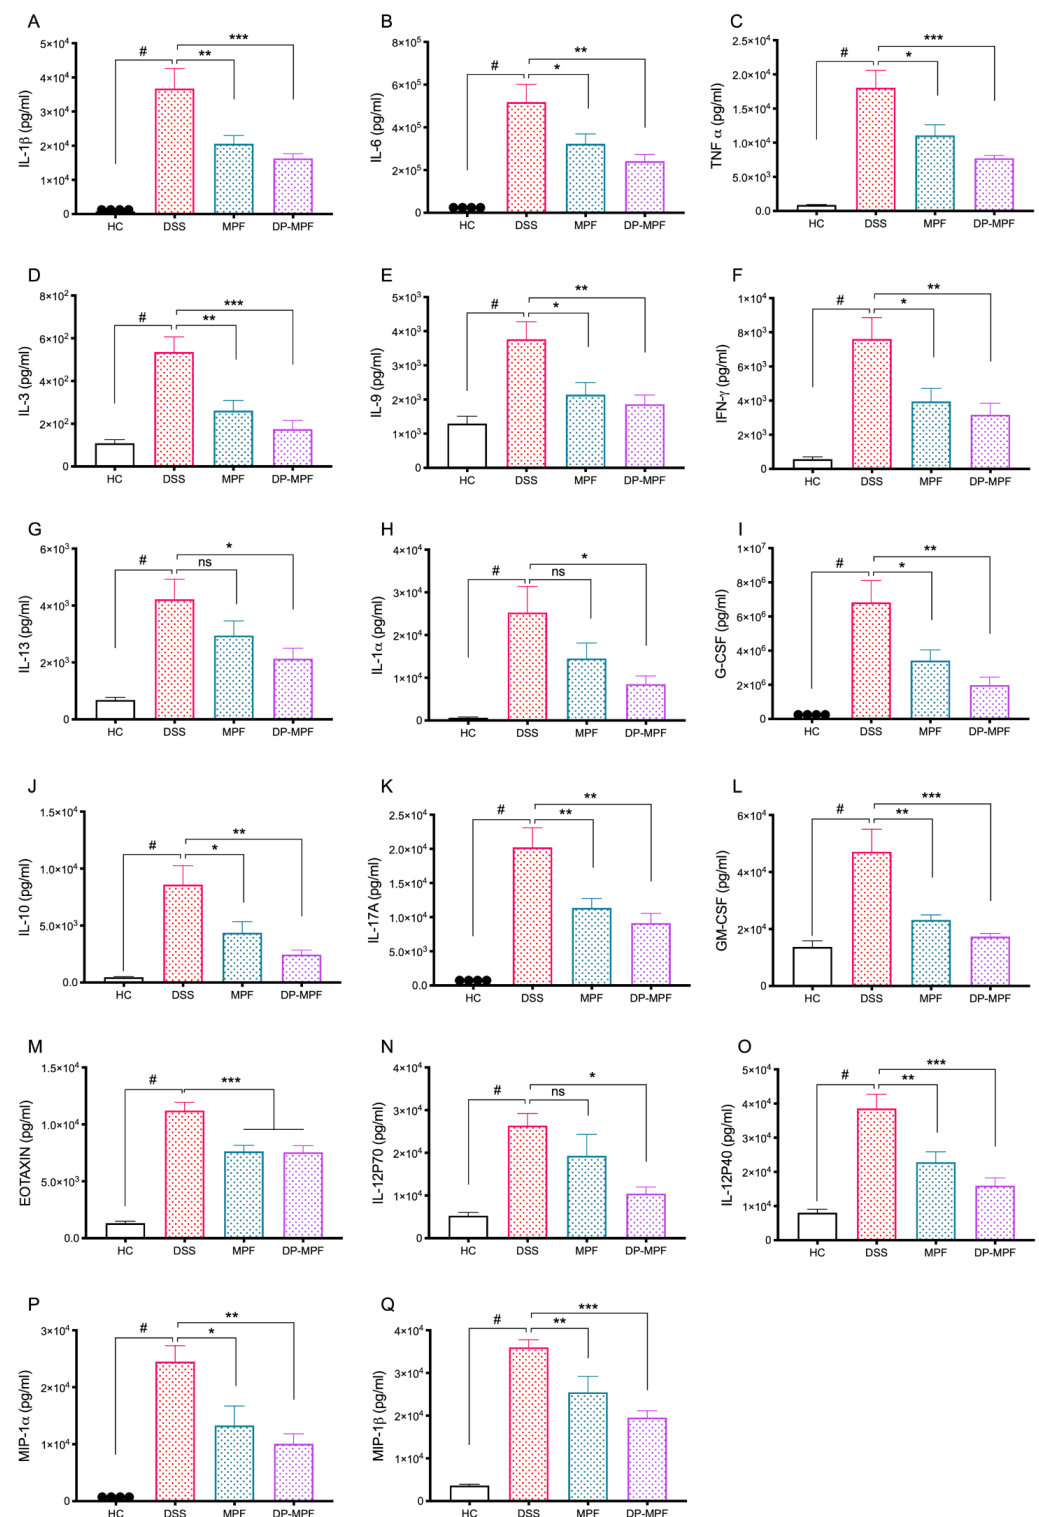 A
IL-1β (pg/ml)
5×10⁴
4×10⁴
3×10⁴
2×10⁴
1×10⁴
0
# ** ***
HC DSS MPF DP-MPF
B
IL-6 (pg/ml)
8×10⁵
6×10⁵
4×10⁵
2×10⁵
0
# * **
HC DSS MPF DP-MPF
C
TNF α (pg/ml)
2.5×10⁴
2.0×10⁴
1.5×10⁴
1.0×10⁴
5.0×10³
0.0
# * ***
HC DSS MPF DP-MPF
D
IL-3 (pg/ml)
8×10²
6×10²
4×10²
2×10²
0
# ** ***
HC DSS MPF DP-MPF
E
IL-9 (pg/ml)
5×10³
4×10³
3×10³
2×10³
1×10³
0
# * **
HC DSS MPF DP-MPF
F
IFN-γ (pg/ml)
1×10⁴
8×10³
6×10³
4×10³
2×10³
0
# * **
HC DSS MPF DP-MPF
G
IL-13 (pg/ml)
6×10³
4×10³
2×10³
0
# ns *
HC DSS MPF DP-MPF
H
IL-1α (pg/ml)
4×10⁴
3×10⁴
2×10⁴
1×10⁴
0
# ns *
HC DSS MPF DP-MPF
I
G-CSF (pg/ml)
1×10⁷
8×10⁶
6×10⁶
4×10⁶
2×10⁶
0
# * **
HC DSS MPF DP-MPF
J
IL-10 (pg/ml)
1.5×10⁴
1.0×10⁴
5.0×10³
0.0
# * **
HC DSS MPF DP-MPF
K
IL-17A (pg/ml)
2.5×10⁴
2.0×10⁴
1.5×10⁴
1.0×10⁴
5.0×10³
0.0
# ** **
HC DSS MPF DP-MPF
L
GM-CSF (pg/ml)
6×10⁴
4×10⁴
2×10⁴
0
# ** ***
HC DSS MPF DP-MPF
M
EOTAXIN (pg/ml)
1.5×10⁴
1.0×10⁴
5.0×10³
0.0
# ***
HC DSS MPF DP-MPF
N
IL-12P70 (pg/ml)
4×10⁴
3×10⁴
2×10⁴
1×10⁴
0
# ns *
HC DSS MPF DP-MPF
O
IL-12P40 (pg/ml)
5×10⁴
4×10⁴
3×10⁴
2×10⁴
1×10⁴
0
# ** ***
HC DSS MPF DP-MPF
P
MIP-1α (pg/ml)
3×10⁴
2×10⁴
1×10⁴
0
# * **
HC DSS MPF DP-MPF
Q
MIP-1β (pg/ml)
4×10⁴
3×10⁴
2×10⁴
1×10⁴
0
# ** ***
HC DSS MPF DP-MPF